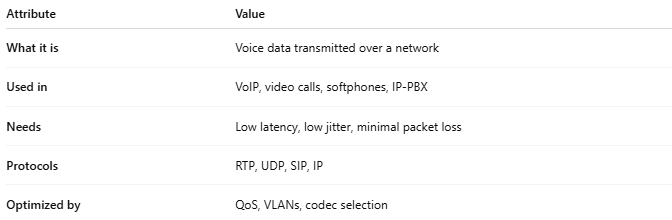 Attribute Value
What it is Voice data transmitted over a network
Used in VoIP, video calls, softphones, IP-PBX
Needs Low latency, low jitter, minimal packet loss
Protocols RTP, UDP, SIP, IP
Optimized by QoS, VLANs, codec selection